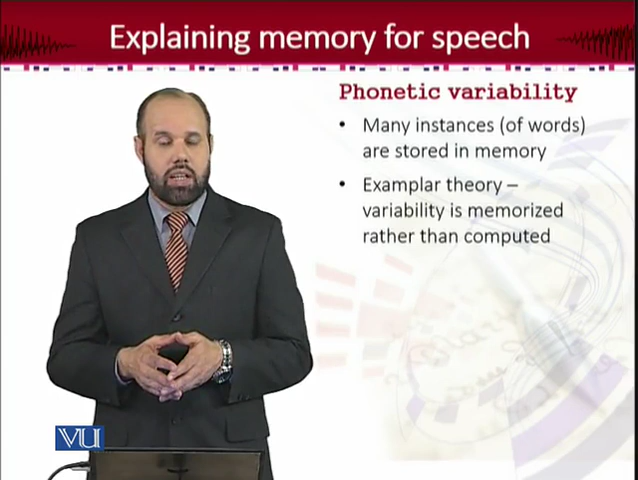 Explaining memory for speech
Phonetic variability
• Many instances (of words)
are stored in memory
• Examplar theory –
variability is memorized
rather than computed
VU